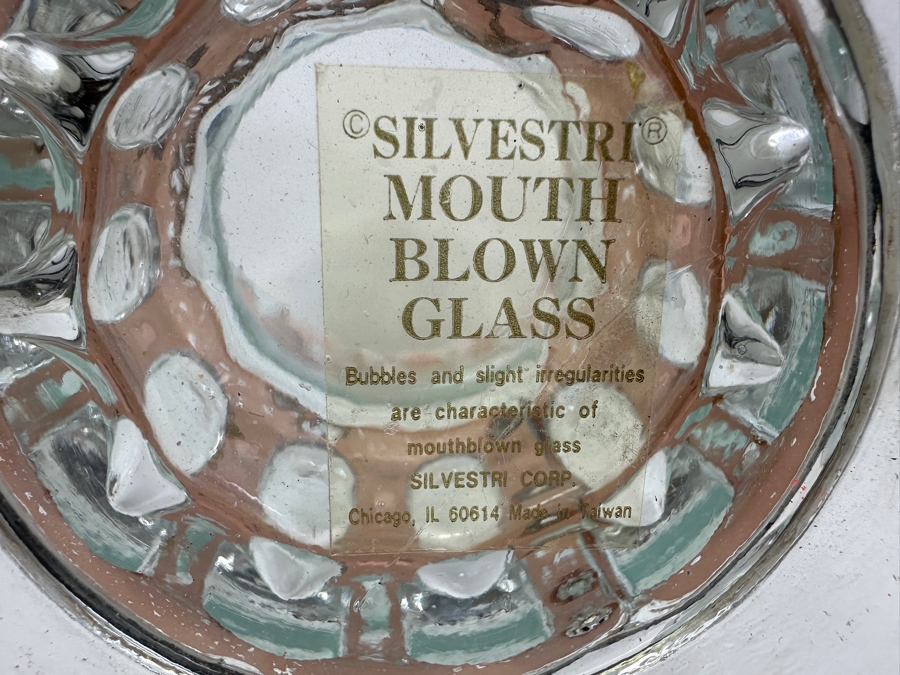 ©SILVESTRI®
MOUTH
BLOWN
GLASS
Bubbles and slight irregularities
are characteristic of
mouthblown glass
SILVESTRI CORP.
Chicago, IL 60614 Made in Taiwan